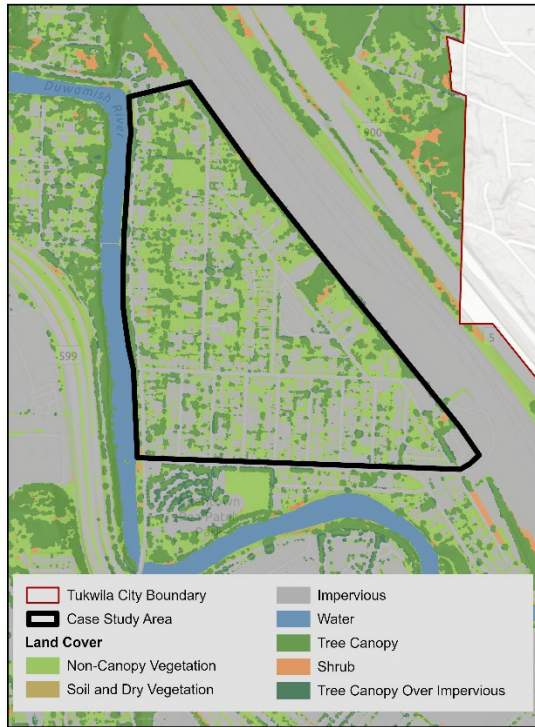 Duwamish River
900
599
5
Tukwila City Boundary
Case Study Area
Land Cover
Non-Canopy Vegetation
Soil and Dry Vegetation
Impervious
Water
Tree Canopy
Shrub
Tree Canopy Over Impervious